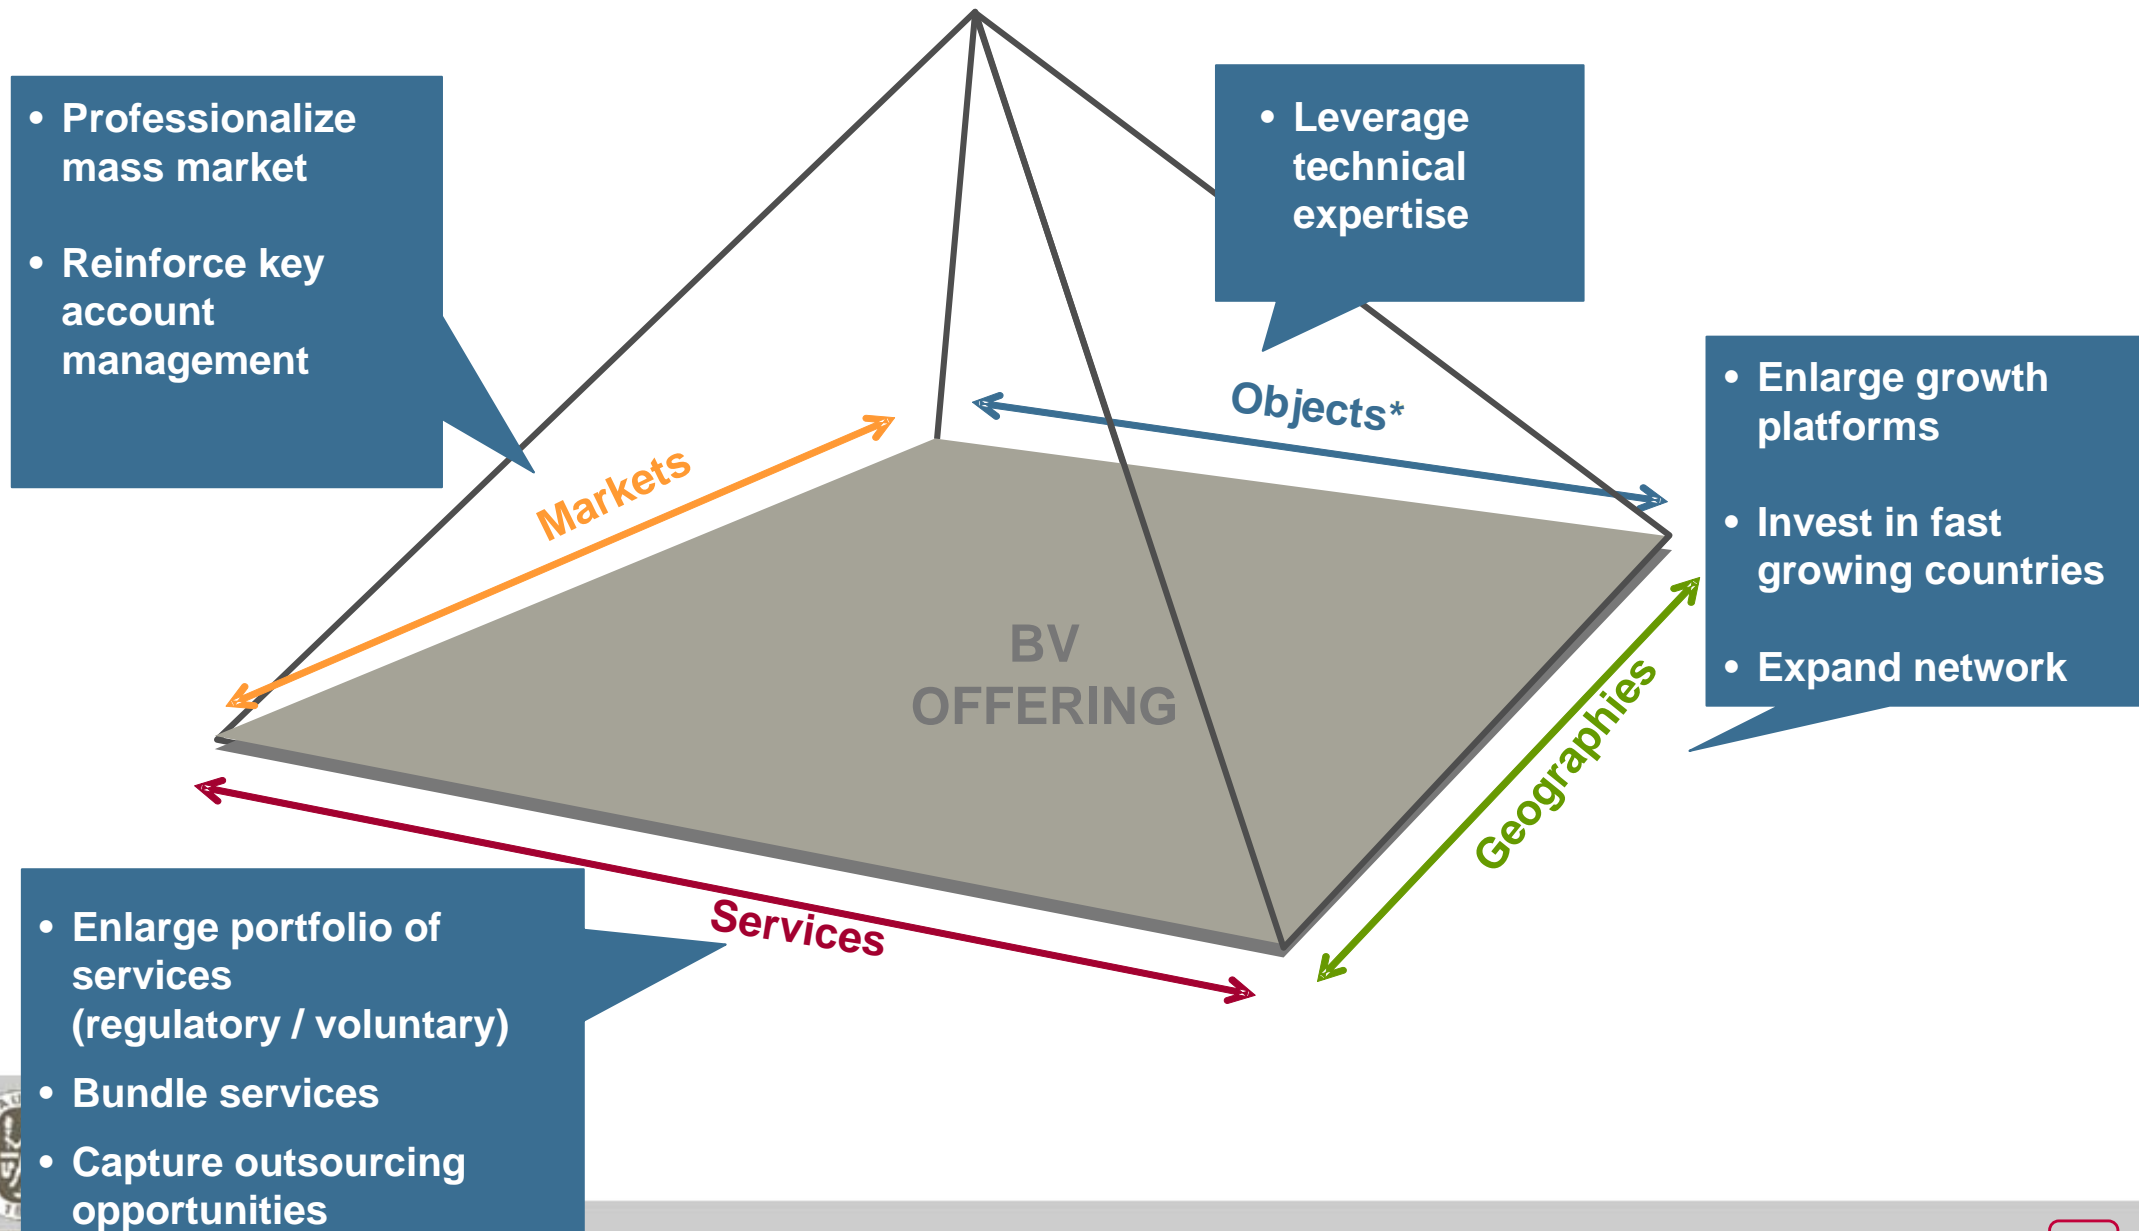 • Professionalize
mass market
• Reinforce key
account
management
• Leverage
technical
expertise
Objects*
• Enlarge growth
platforms
• Invest in fast
growing countries
• Expand network
Markets
BV
OFFERING
Geographies
Services
• Enlarge portfolio of
services
(regulatory / voluntary)
• Bundle services
• Capture outsourcing
opportunities